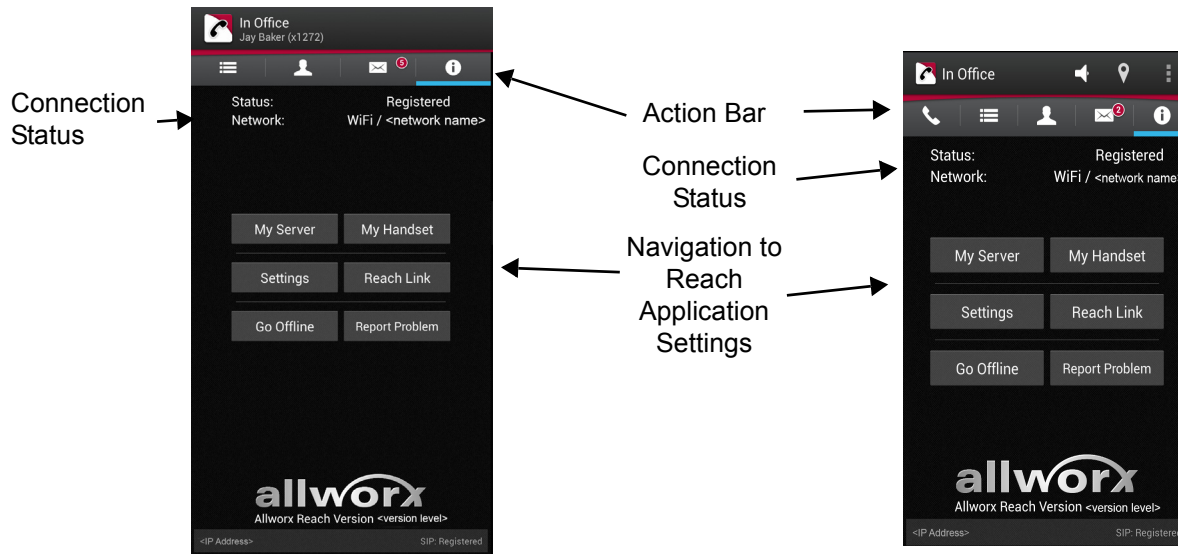 Connection
Status
In Office
Jay Baker (x1272)
5
Status: Registered
Network: WiFi / <network name>
My Server My Handset
Settings Reach Link
Go Offline Report Problem
allworx
Allworx Reach Version <version level>
<IP Address> SIP: Registered
Action Bar
Connection
Status
Navigation to
Reach
Application
Settings
In Office
2
Status: Registered
Network: WiFi / <network name>
My Server My Handset
Settings Reach Link
Go Offline Report Problem
allworx
Allworx Reach Version <version level>
<IP Address> SIP: Registered